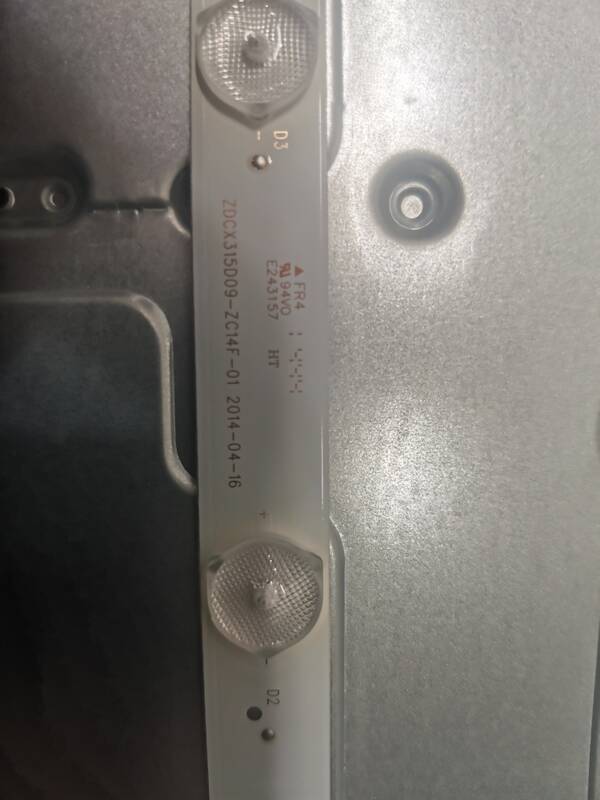 D3
▲ FR4
94V0
E243157
HT
ZDCX315D09-ZC14F-01 2014-04-16
+
-
D2